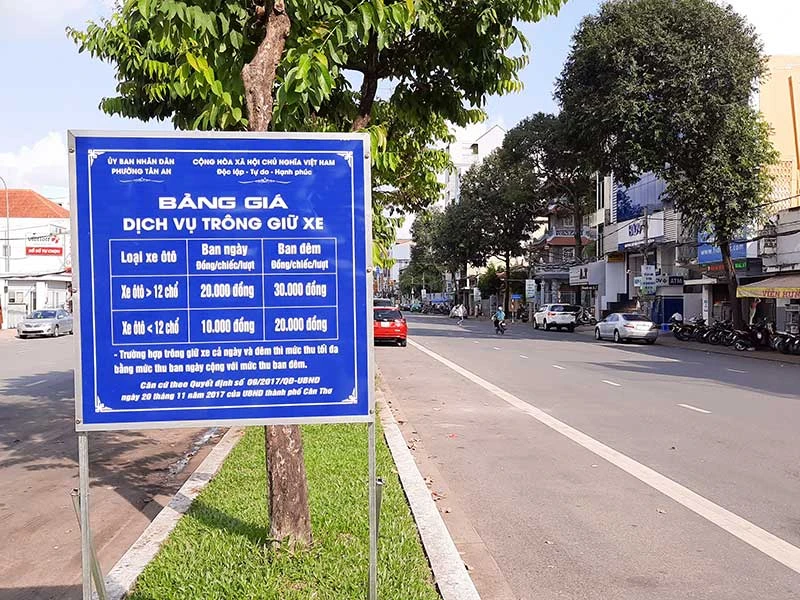 ỦY BAN NHÂN DÂN
PHƯỜNG TÂN AN
CỘNG HÒA XÃ HỘI CHỦ NGHĨA VIỆT NAM
Độc lập - Tự do - Hạnh phúc
BẢNG GIÁ
DỊCH VỤ TRÔNG GIỮ XE
Loại xe ôtô
Ban ngày
Đồng/chiếc/lượt
Ban đêm
Đồng/chiếc/lượt
Xe ôtô > 12 chổ
20.000 đồng
30.000 đồng
Xe ôtô < 12 chổ
10.000 đồng
20.000 đồng
- Trường hợp trông giữ xe cả ngày và đêm thì mức thu tối đa
bằng mức thu ban ngày cộng với mức thu ban đêm.
Căn cứ theo Quyết định số 09/2017/QĐ-UBND
ngày 20 tháng 11 năm 2017 của UBND thành phố Cần Thơ
ATM